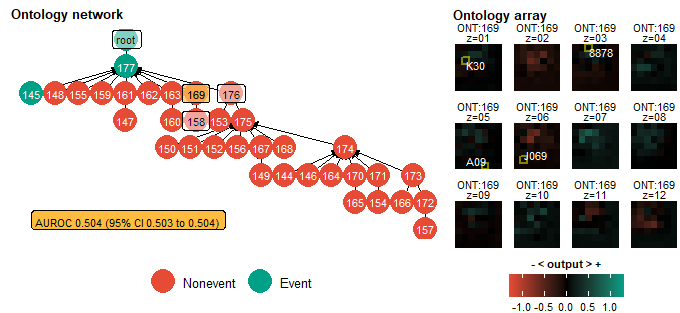 Ontology network
root
177
145 148 155 159 161 162 163 169 176
147 160 158 153 175
150 151 152 156 167 168 174
149 144 146 164 170 171 173
165 154 166 172
157
AUROC 0.504 (95% CI 0.503 to 0.504)
Nonevent Event
Ontology array
ONT:169 ONT:169 ONT:169 ONT:169
z=01 z=02 z=03 z=04
K30 8878
ONT:169 ONT:169 ONT:169 ONT:169
z=05 z=06 z=07 z=08
A09 J069
ONT:169 ONT:169 ONT:169 ONT:169
z=09 z=10 z=11 z=12
- < output > +
-1.0 -0.5 0.0 0.5 1.0